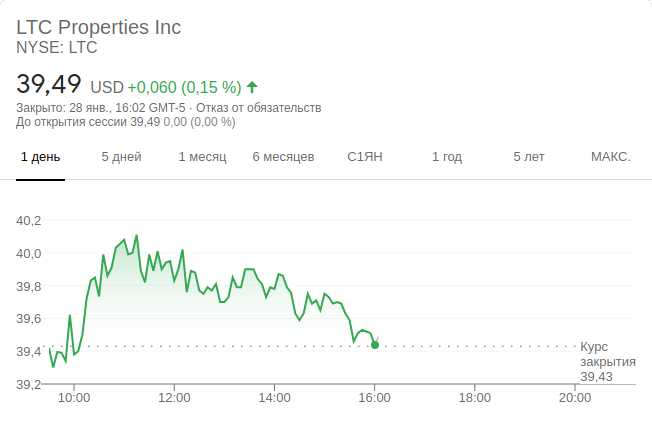 LTC Properties Inc
NYSE: LTC
39,49 USD +0,060 (0,15 %)
Закрыто: 28 янв., 16:02 GMT-5 · Отказ от обязательств
До открытия сессии 39,49 0,00 (0,00 %)
1 день 5 дней 1 месяц 6 месяцев С1ЯН 1 год 5 лет МАКС.
40,2
40,0
39,8
39,6
39,4
Курс
закрытия
39,43
39,2
10:00 12:00 14:00 16:00 18:00 20:00